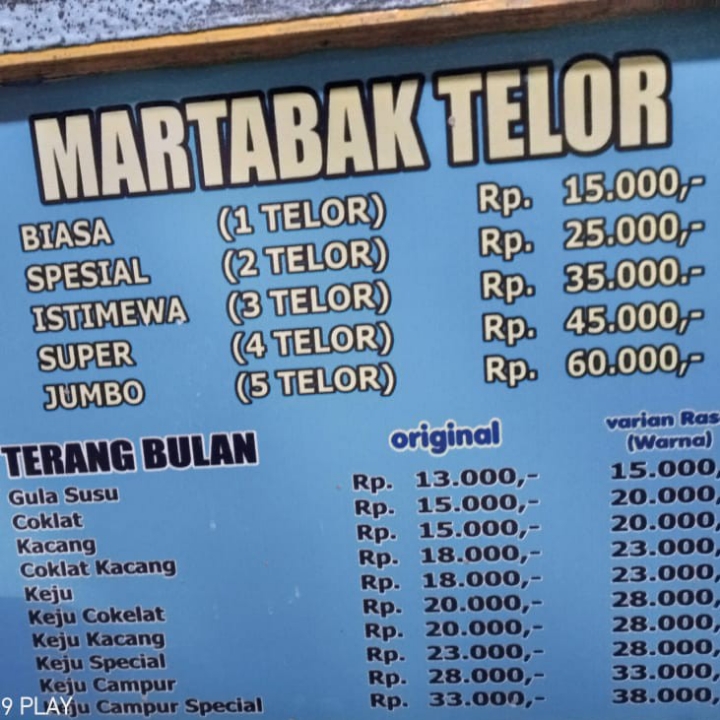 MARTABAK TELOR
BIASA (1 TELOR) Rp. 15.000,-
SPESIAL (2 TELOR) Rp. 25.000,-
ISTIMEWA (3 TELOR) Rp. 35.000.-
SUPER (4 TELOR) Rp. 45.000,-
JUMBO (5 TELOR) Rp. 60.000,-
TERANG BULAN original varian Ras
(Warna)
Gula Susu Rp. 13.000,- 15.000,
Coklat Rp. 15.000,- 20.000,
Kacang Rp. 15.000,- 20.000,
Coklat Kacang Rp. 18.000,- 23.000,
Keju Rp. 18.000,- 23.000,
Keju Cokelat Rp. 20.000,- 28.000,
Keju Kacang Rp. 20.000,- 28.000,
Keju Special Rp. 23.000,- 28.000,
Keju Campur Rp. 28.000,- 33.000,
Keju Campur Special Rp. 33.000,- 38.000,
9 PLAY